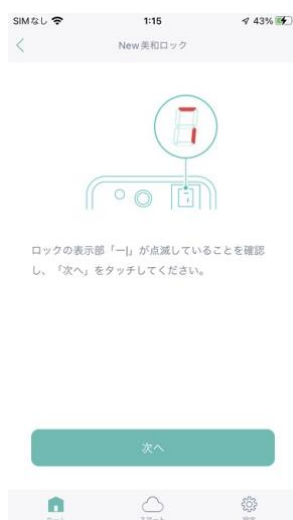 SIMなし
1:15
43%
New美和ロック
ロックの表示部「一|」が点滅していることを確認
し、「次へ」をタッチしてください。
次へ